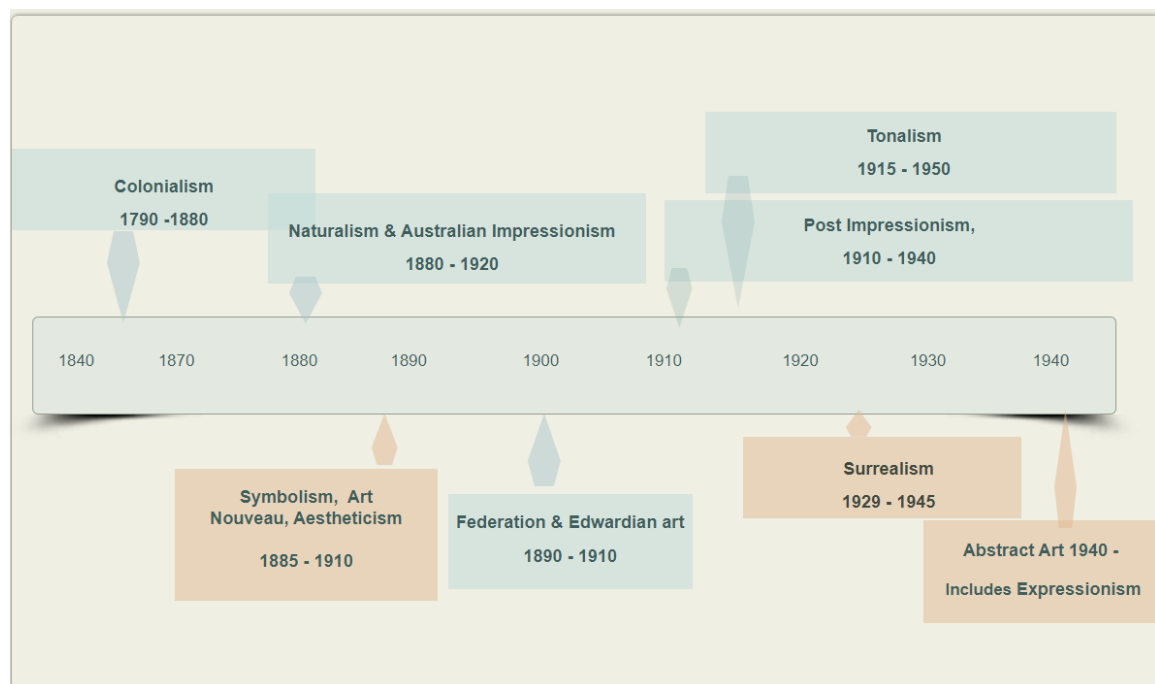 Tonalism
1915 - 1950
Colonialism
1790 -1880
Naturalism & Australian Impressionism
1880 - 1920
Post Impressionism,
1910 - 1940
1840 1870 1880 1890 1900 1910 1920 1930 1940
Symbolism, Art
Nouveau, Aestheticism
1885 - 1910
Federation & Edwardian art
1890 - 1910
Surrealism
1929 - 1945
Abstract Art 1940 -
Includes Expressionism